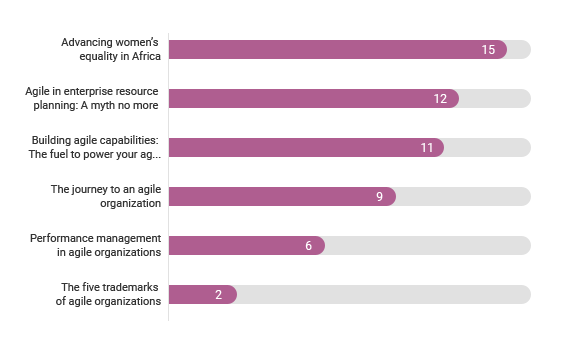 Advancing women’s
equality in Africa
15
Agile in enterprise resource
planning: A myth no more
12
Building agile capabilities:
The fuel to power your ag...
11
The journey to an agile
organization
9
Performance management
in agile organizations
6
The five trademarks
of agile organizations
2